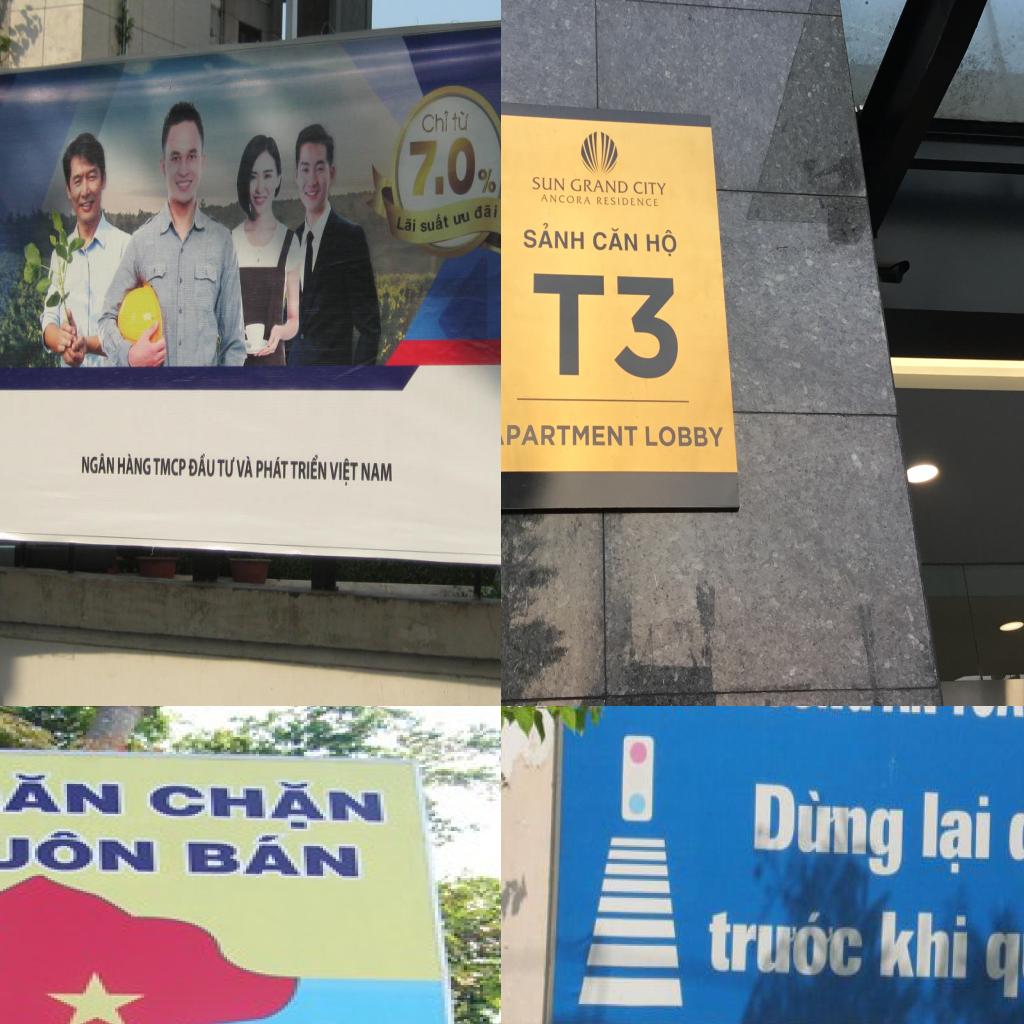 Chỉ từ
7.0%
Lãi suất ưu đãi
NGÂN HÀNG TMCP ĐẦU TƯ VÀ PHÁT TRIỂN VIỆT NAM
SUN GRAND CITY
ANCORA RESIDENCE
SẢNH CĂN HỘ
T3
APARTMENT LOBBY
CHẶN
BÁN
Dừng lại
trước khi